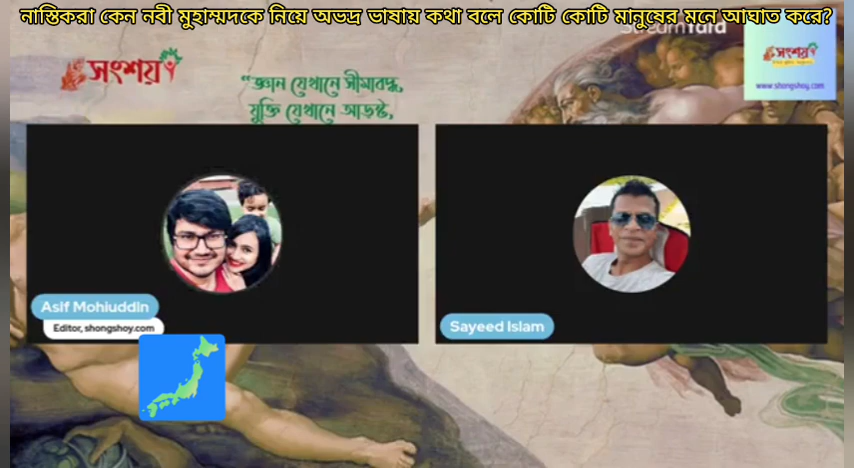 নাস্তিকরা কেন নবী মুহাম্মদকে নিয়ে অভদ্র ভাষায় কথা বলে কোটি কোটি মানুষের মনে আঘাত করে?
সংশয়
"জ্ঞান যেখানে সীমাবদ্ধ,
যুক্তি যেখানে আড়ষ্ট,
সংশয়
www.shongshoy.com
Asif Mohiuddin
Editor, shongshoy.com
Sayeed Islam